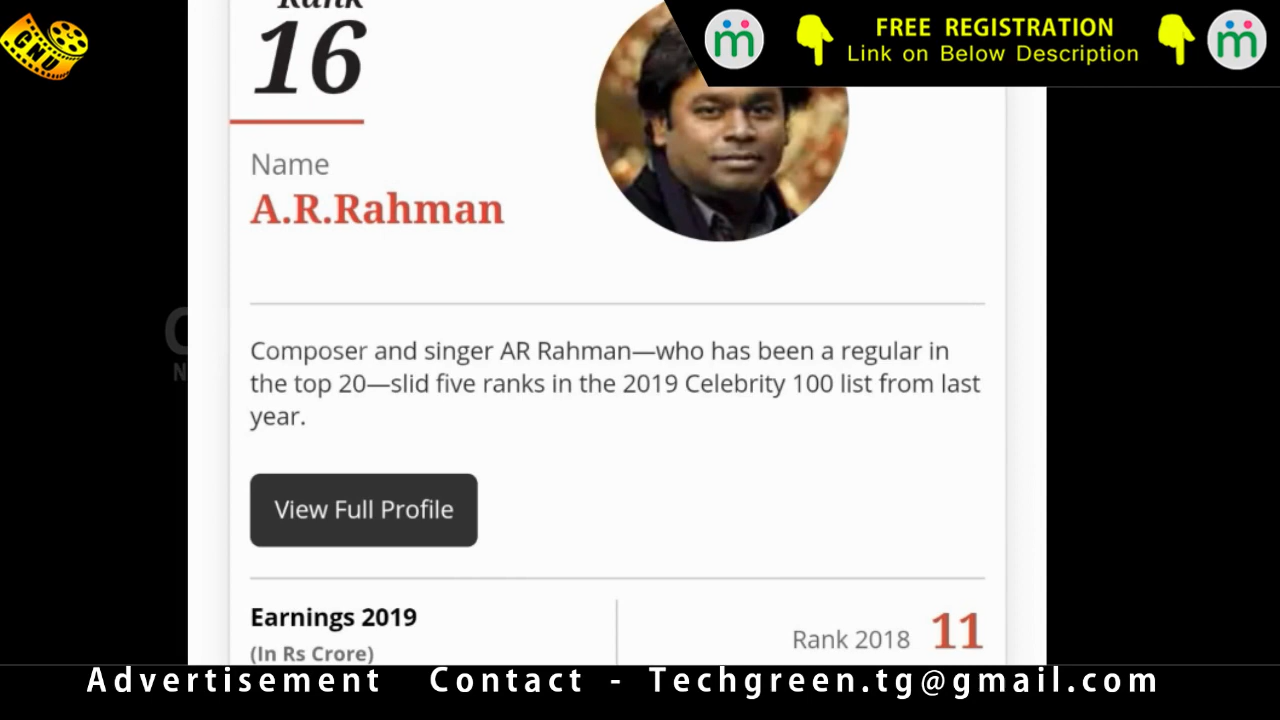 GNU
FREE REGISTRATION
Link on Below Description
Rank
16
Name
A.R.Rahman
Composer and singer AR Rahman—who has been a regular in
the top 20—slid five ranks in the 2019 Celebrity 100 list from last
year.
View Full Profile
Earnings 2019
(In Rs Crore)
Rank 2018 11
Advertisement Contact - Techgreen.tg@gmail.com